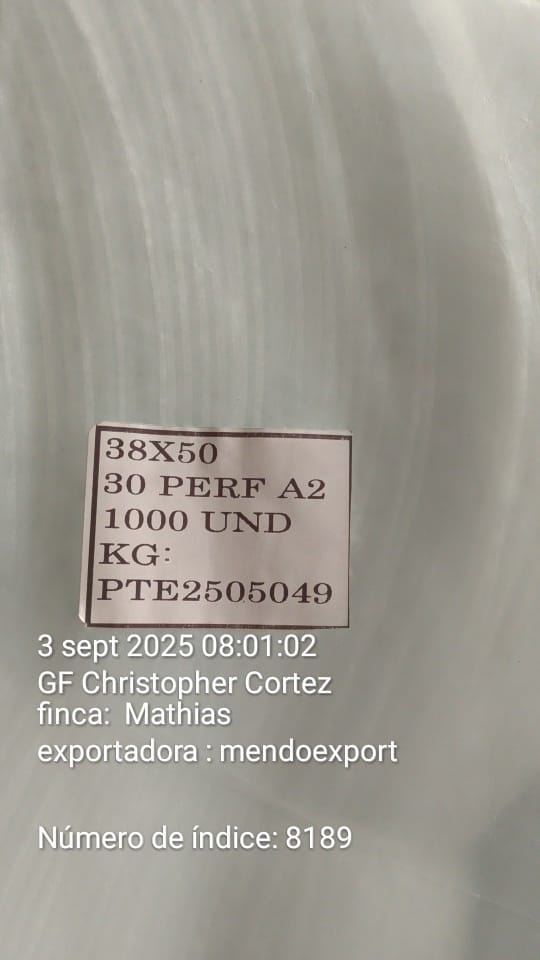 38X50
30 PERF A2
1000 UND
KG:
PTE2505049
3 sept 2025 08:01:02
GF Christopher Cortez
finca:  Mathias
exportadora : mendoexport
Número de índice: 8189